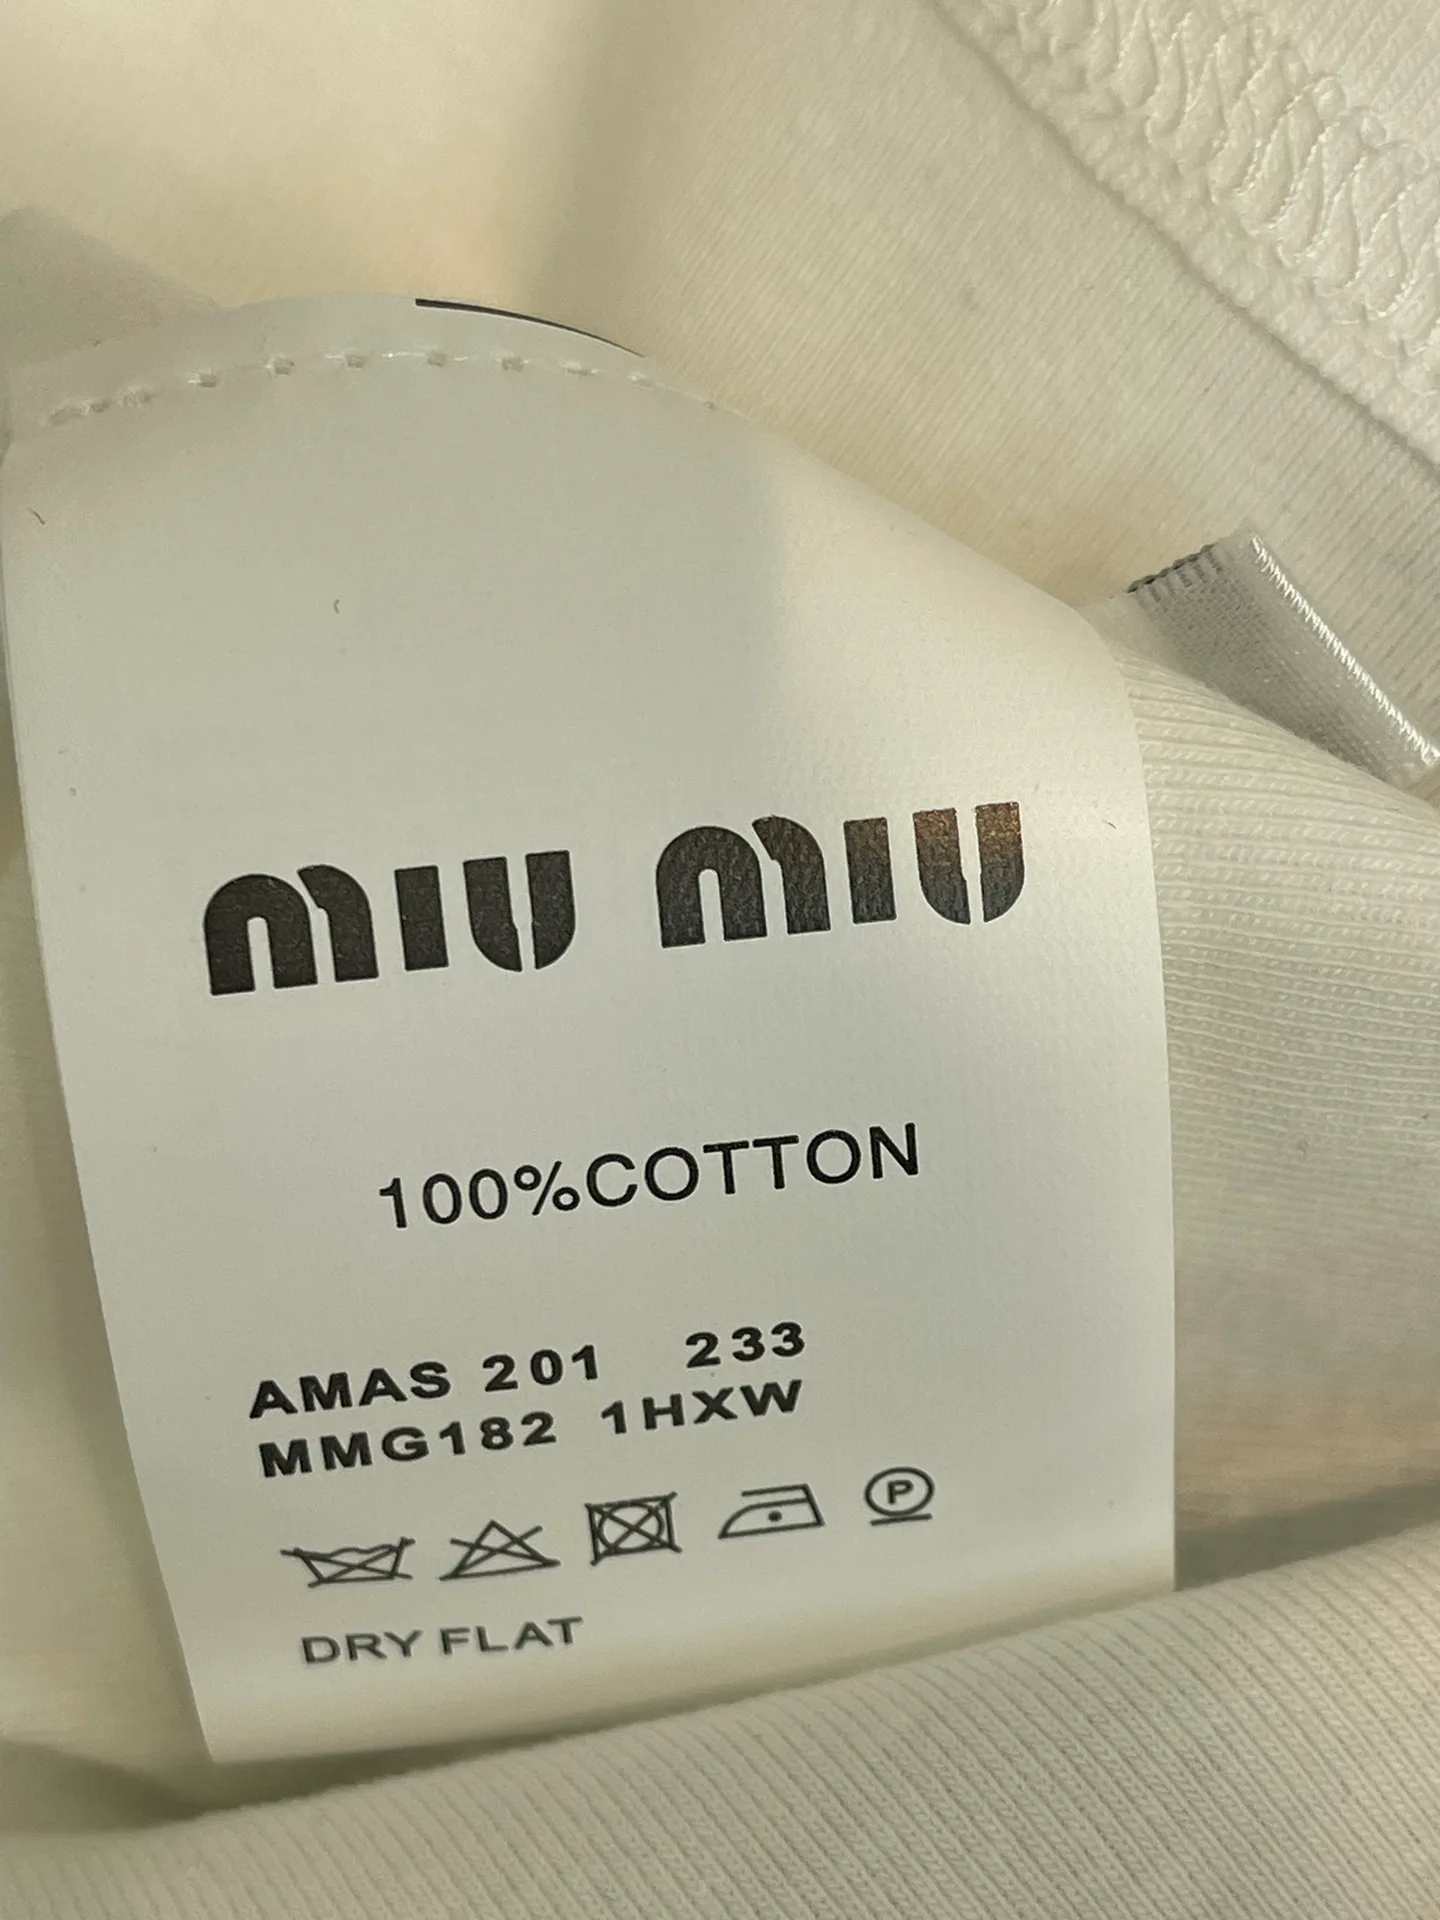 MIU MIU
100%COTTON
AMAS 201 233
MMG182 1HXW
P
DRY FLAT